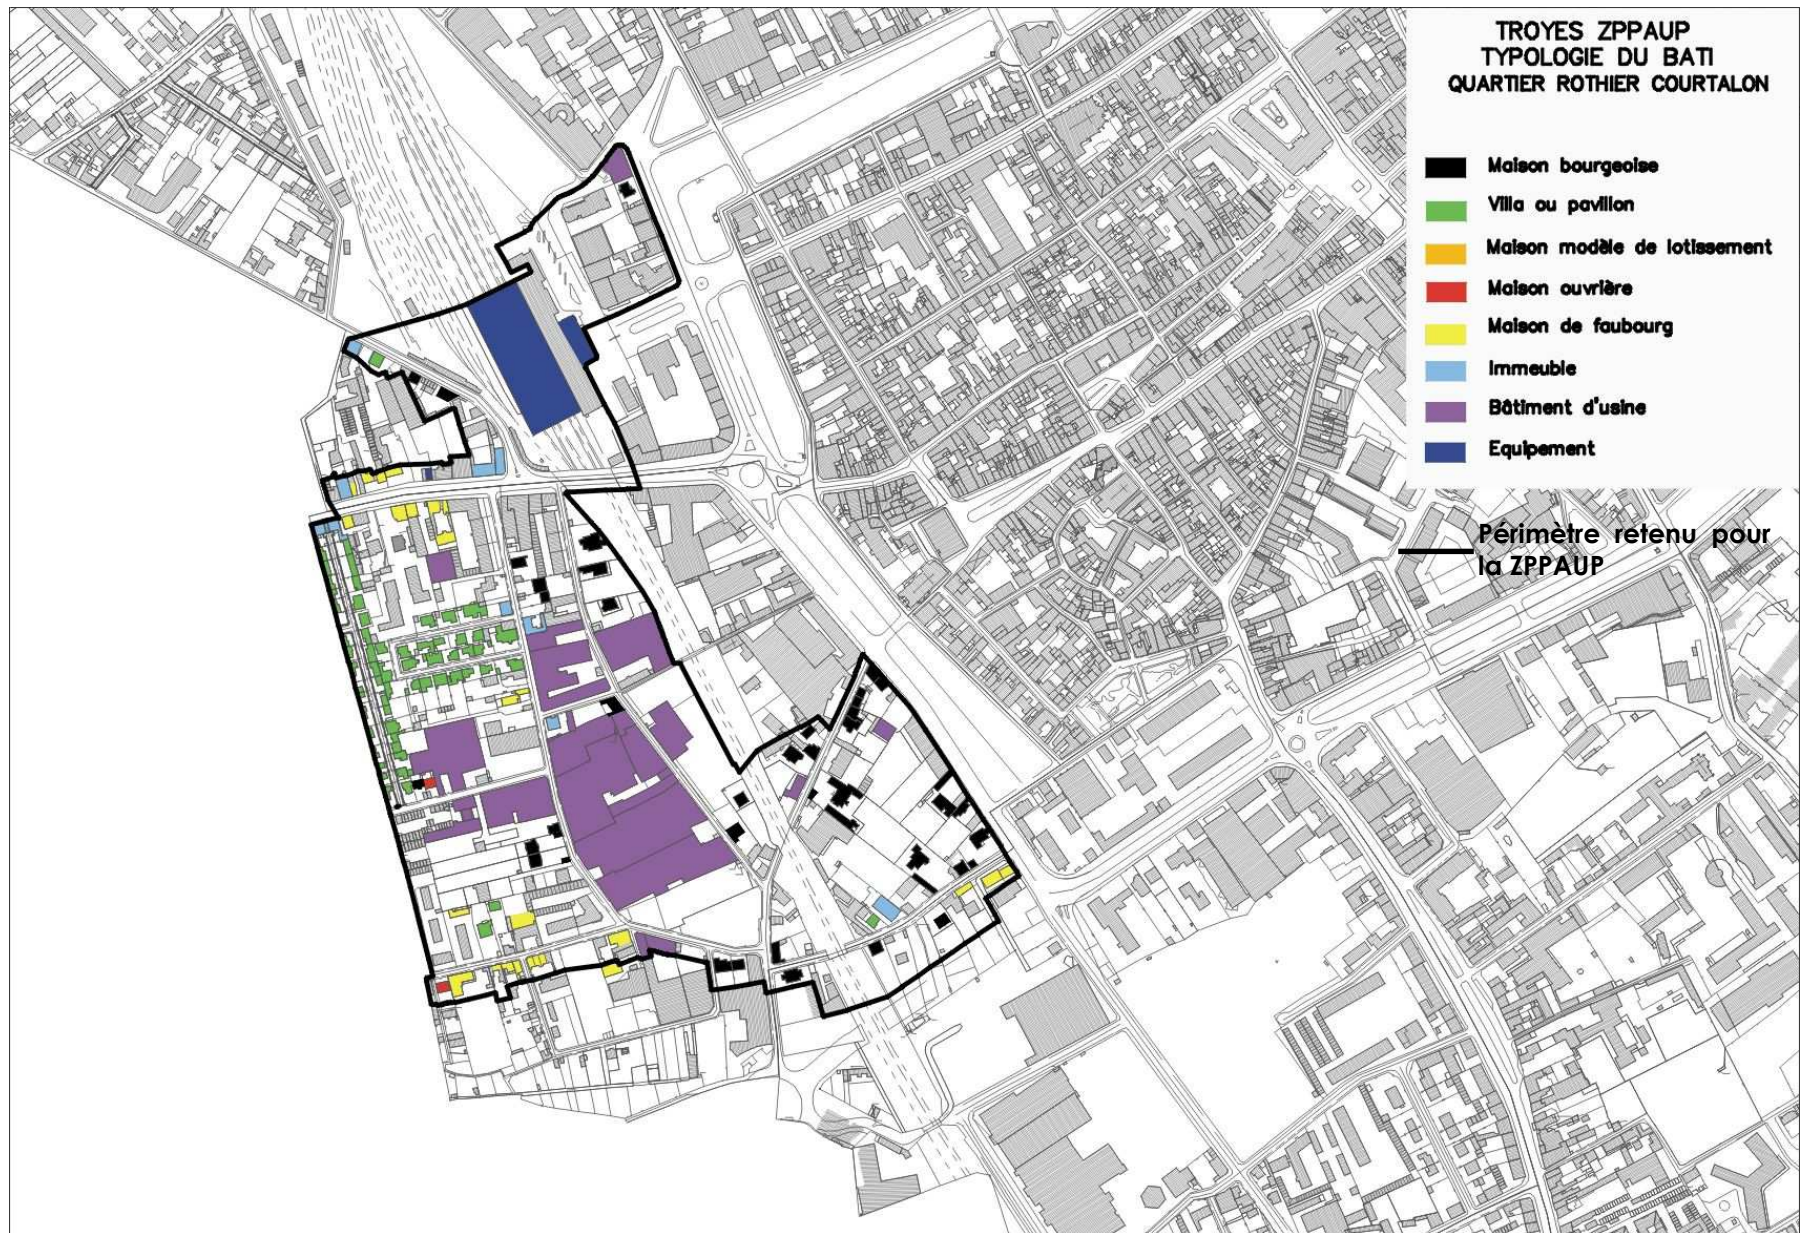 TROYES ZPPAUP
TYPOLOGIE DU BATI
QUARTIER ROTHIER COURTALON
Maison bourgeoise
Villa ou pavillon
Maison modèle de lotissement
Maison ouvrière
Maison de faubourg
Immeuble
Bâtiment d'usine
Equipement
Périmètre retenu pour
la ZPPAUP